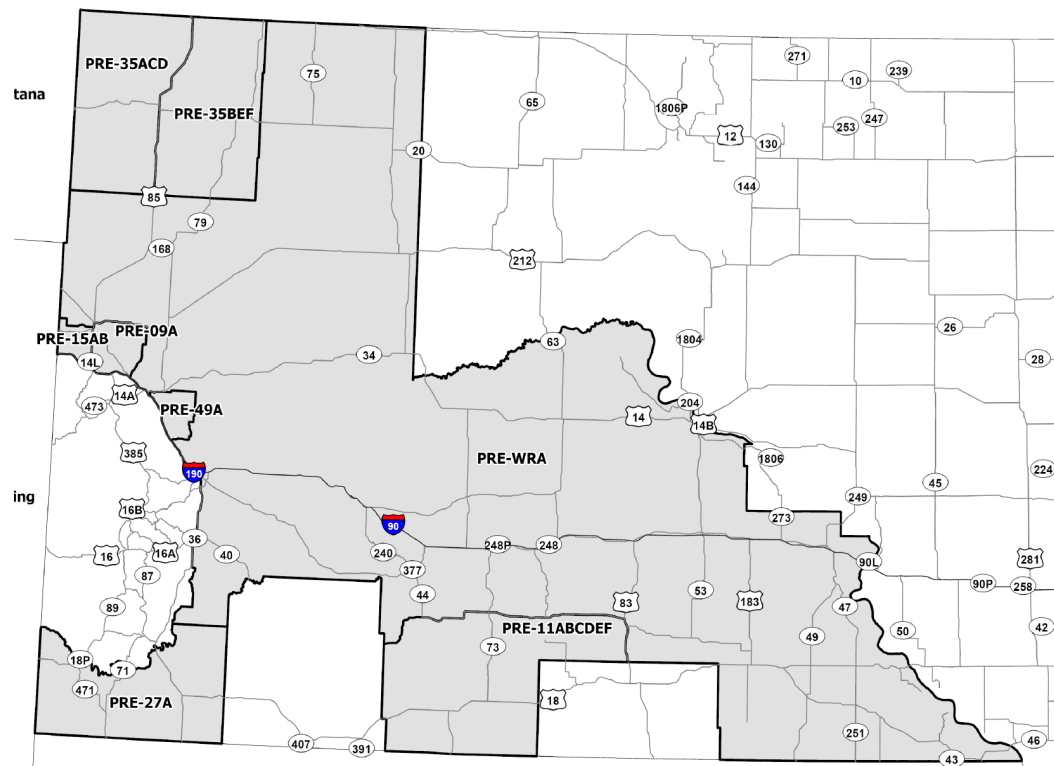 271
239
PRE-35ACD
75
10
tana
65
1806P
PRE-35BEF
247
253
12
130
20
144
85
79
168
212
26
PRE-09A
PRE-15AB
63
1804
34
28
14L
14A
204
473
PRE-49A
14
14B
385
PRE-WRA
1806
190
224
45
ing
249
16B
273
90
36
248P
248
16
16A
240
40
281
90L
377
87
90P
258
44
53
83
183
89
47
42
PRE-11ABCDEF
50
49
73
18P
71
471
18
PRE-27A
251
407
391
46
43